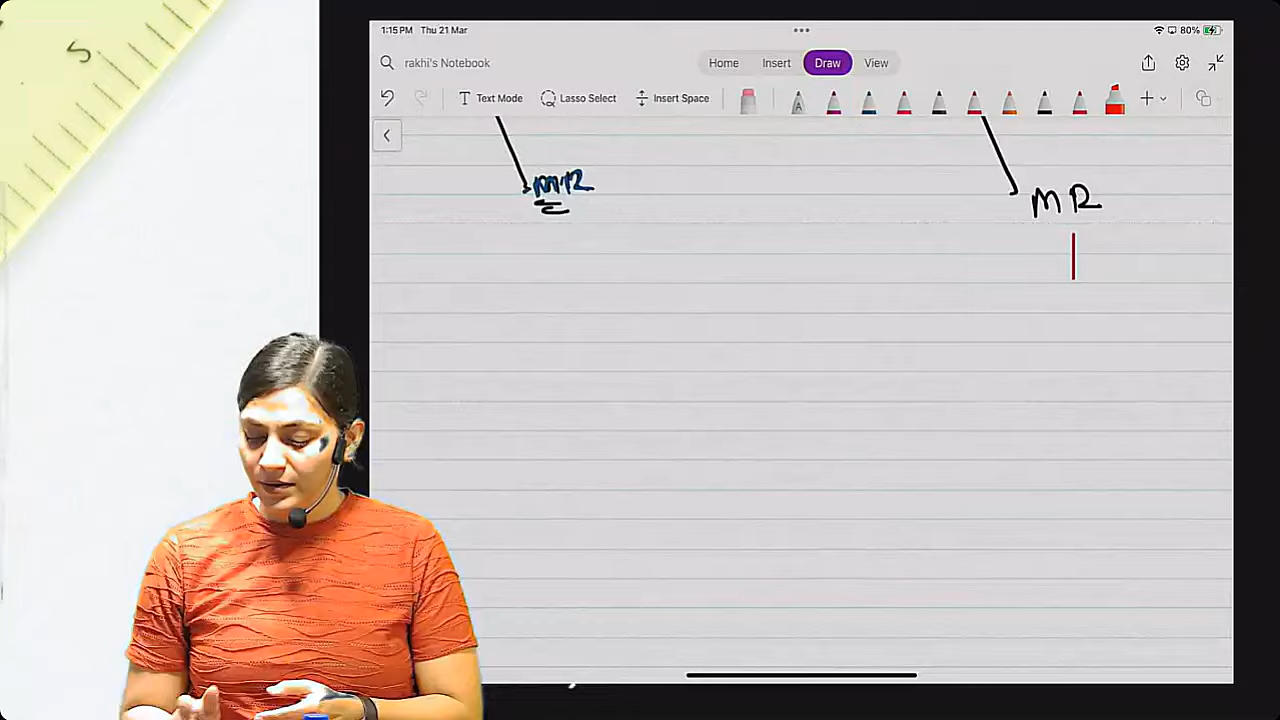 5
1:15 PM Thu 21 Mar
80%
rakhi's Notebook
Home Insert Draw View
Text Mode Lasso Select Insert Space
A
MR
MR